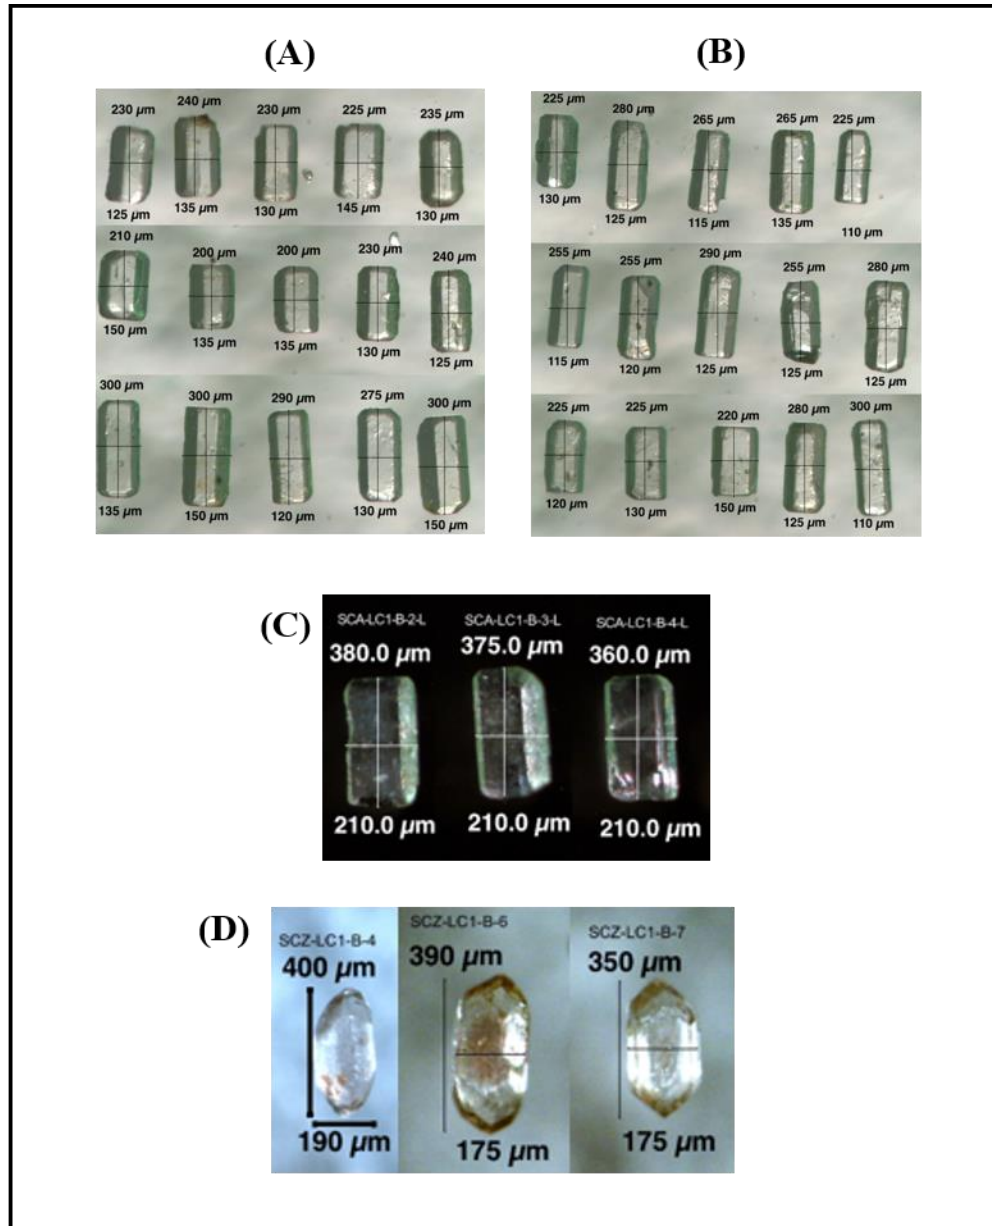 (A)
(B)
230 µm 240 µm 230 µm 225 µm 235 µm
125 µm 135 µm 130 µm 145 µm 130 µm
210 µm 200 µm 200 µm 230 µm 240 µm
150 µm 135 µm 135 µm 130 µm 125 µm
300 µm 300 µm 290 µm 275 µm 300 µm
135 µm 150 µm 120 µm 130 µm 150 µm
225 µm 280 µm 265 µm 265 µm 225 µm
130 µm 125 µm 115 µm 135 µm 110 µm
255 µm 255 µm 290 µm 255 µm 280 µm
115 µm 120 µm 125 µm 125 µm 125 µm
225 µm 225 µm 220 µm 280 µm 300 µm
120 µm 130 µm 150 µm 125 µm 110 µm
(C)
SCA-LC1-B-2-L SCA-LC1-B-3-L SCA-LC1-B-4-L
380.0 µm 375.0 µm 360.0 µm
210.0 µm 210.0 µm 210.0 µm
(D)
SCZ-LC1-B-4 SCZ-LC1-B-6 SCZ-LC1-B-7
400 µm 390 µm 350 µm
190 µm 175 µm 175 µm